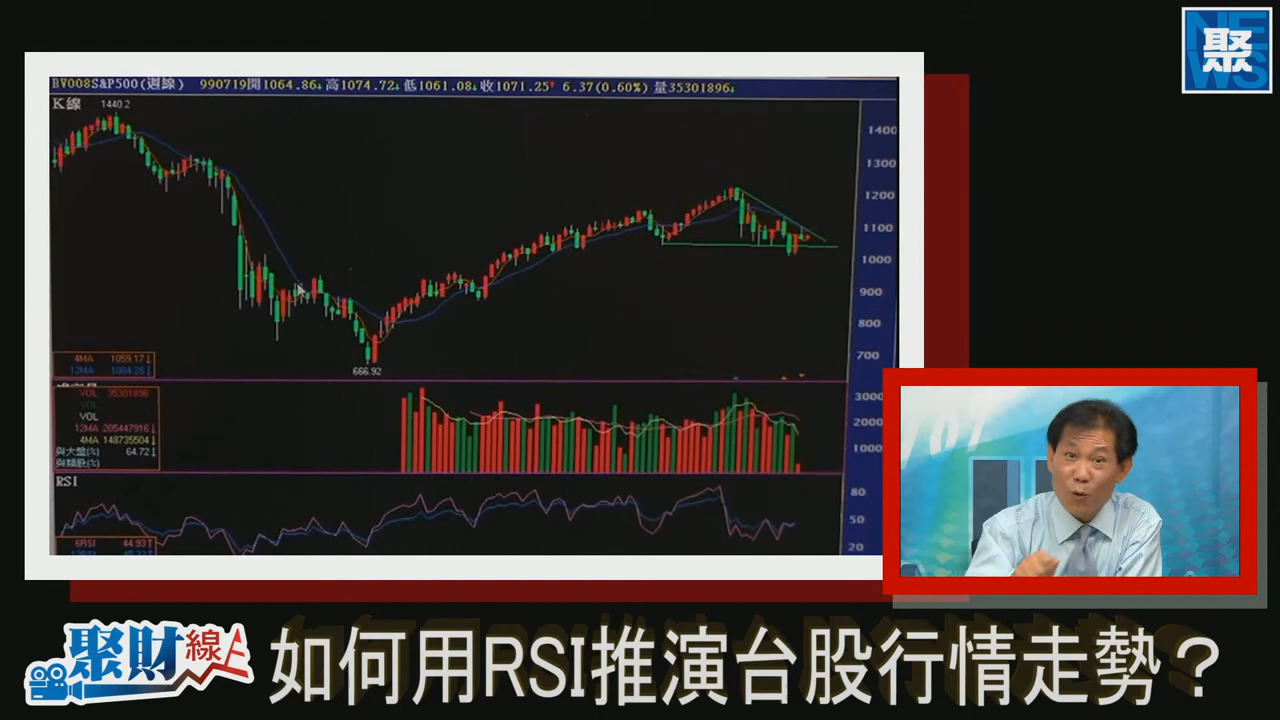 NEWS
聚
BV008S&P500(週線) 990719開1064.86↓高1074.72↓低1061.08↓收1071.25↑ 6.37(0.60%) 量35301896↓
K線 1440.2
1400
1300
1200
1100
1000
900
800
700
666.92
4MA 1059.17↓
12MA 1084.26↓
VOL 35301896
VOL
VOL
12MA 205447916↓
4MA 148735504↓
與大盤(%) 64.72↓
與類股(%)
3000
2000
1000
RSI
80
50
20
6RSI 44.93↑
聚財線上
如何用RSI推演台股行情走勢？